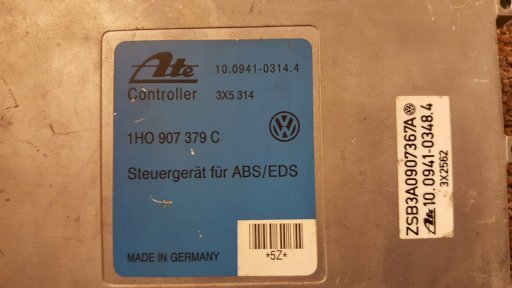 Ate 10.0941-0314.4
Controller 3X5 314
1H0 907 379 C
Steuergerät für ABS/EDS
MADE IN GERMANY
*5Z*
ZSB3A0907367A
Ate 10.0941-0348.4
3X2562